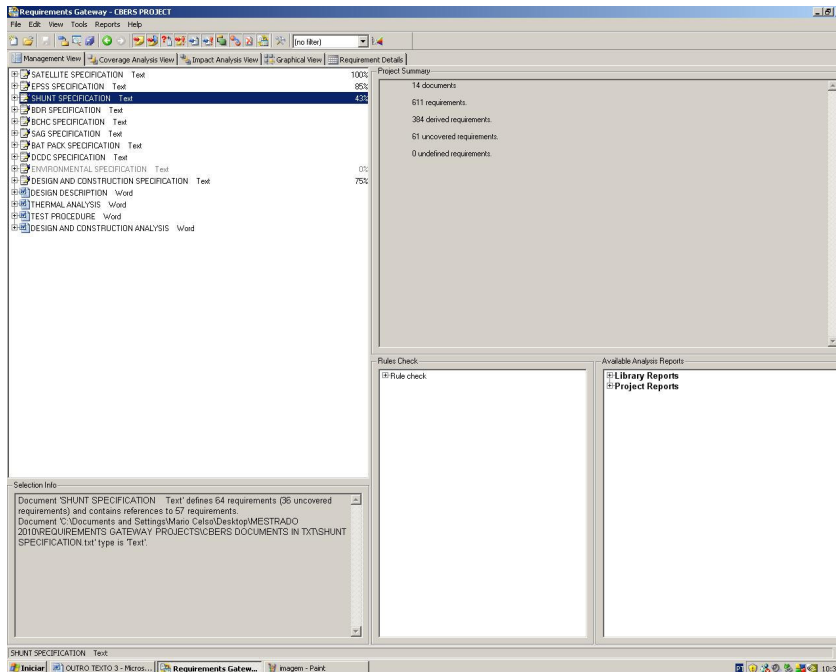 Requirements Gateway - CBERS PROJECT
File Edit View Tools Reports Help
(no filter)
Management View Coverage Analysis View Impact Analysis View Graphical View Requirement Details
SATELLITE SPECIFICATION Text 100%
EPSS SPECIFICATION Text 85%
SHUNT SPECIFICATION Text 43%
BDR SPECIFICATION Text
BCHC SPECIFICATION Text
SAG SPECIFICATION Text
BAT PACK SPECIFICATION Text
DCDC SPECIFICATION Text
ENVIRONMENTAL SPECIFICATION Text 0%
DESIGN AND CONSTRUCTION SPECIFICATION Text 75%
DESIGN DESCRIPTION Word
THERMAL ANALYSIS Word
TEST PROCEDURE Word
DESIGN AND CONSTRUCTION ANALYSIS Word
Project Summary
14 documents
611 requirements.
384 derived requirements.
61 uncovered requirements.
0 undefined requirements.
Rules Check
Rule check
Available Analysis Reports
Library Reports
Project Reports
Selection Info
Document 'SHUNT SPECIFICATION Text' defines 64 requirements (36 uncovered
requirements) and contains references to 57 requirements.
Document 'C:\Documents and Settings\Mario Celso\Desktop\MESTRADO
2010\REQUIREMENTS GATEWAY PROJECTS\CBERS DOCUMENTS IN TXT\SHUNT
SPECIFICATION.txt' type is 'Text'.
SHUNT SPECIFICATION Text
Iniciar OUTRO TEXTO 3 - Micros... Requirements Gatew... imagem - Paint PT 10:3